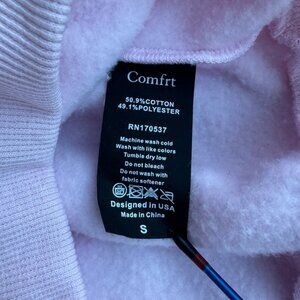 Comfrt
50.9%COTTON
49.1%POLYESTER
RN170537
Machine wash cold
Wash with like colors
Tumble dry low
Do not bleach
Do not wash with
fabric softener
Designed in USA
Made in China
S